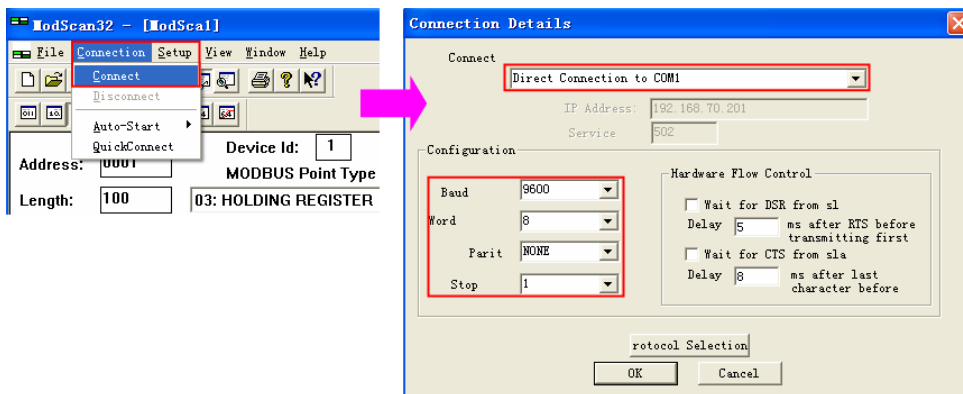 ModScan32 - [ModSca1]
File Connection Setup View Window Help
Connect
Disconnect
Auto-Start
QuickConnect
Device Id: 1
Address: 0001
MODBUS Point Type
Length: 100 03: HOLDING REGISTER
Connection Details
Connect
Direct Connection to COM1
IP Address: 192.168.70.201
Service 502
Configuration
Baud 9600
Word 8
Parit NONE
Stop 1
Hardware Flow Control
Wait for DSR from sl
Delay 5 ms after RTS before
transmitting first
Wait for CTS from sla
Delay 8 ms after last
character before
rotocol Selection
OK Cancel